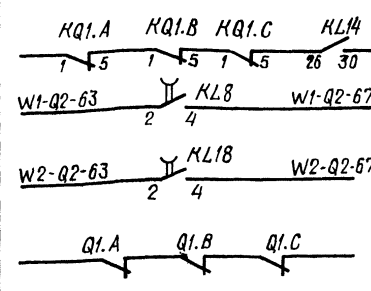 KQ1.A KQ1.B KQ1.C KL14
1 5 1 5 1 5 26 30
W1-Q2-63 KL8 W1-Q2-67
2 4
W2-Q2-63 KL18 W2-Q2-67
2 4
Q1.A Q1.B Q1.C